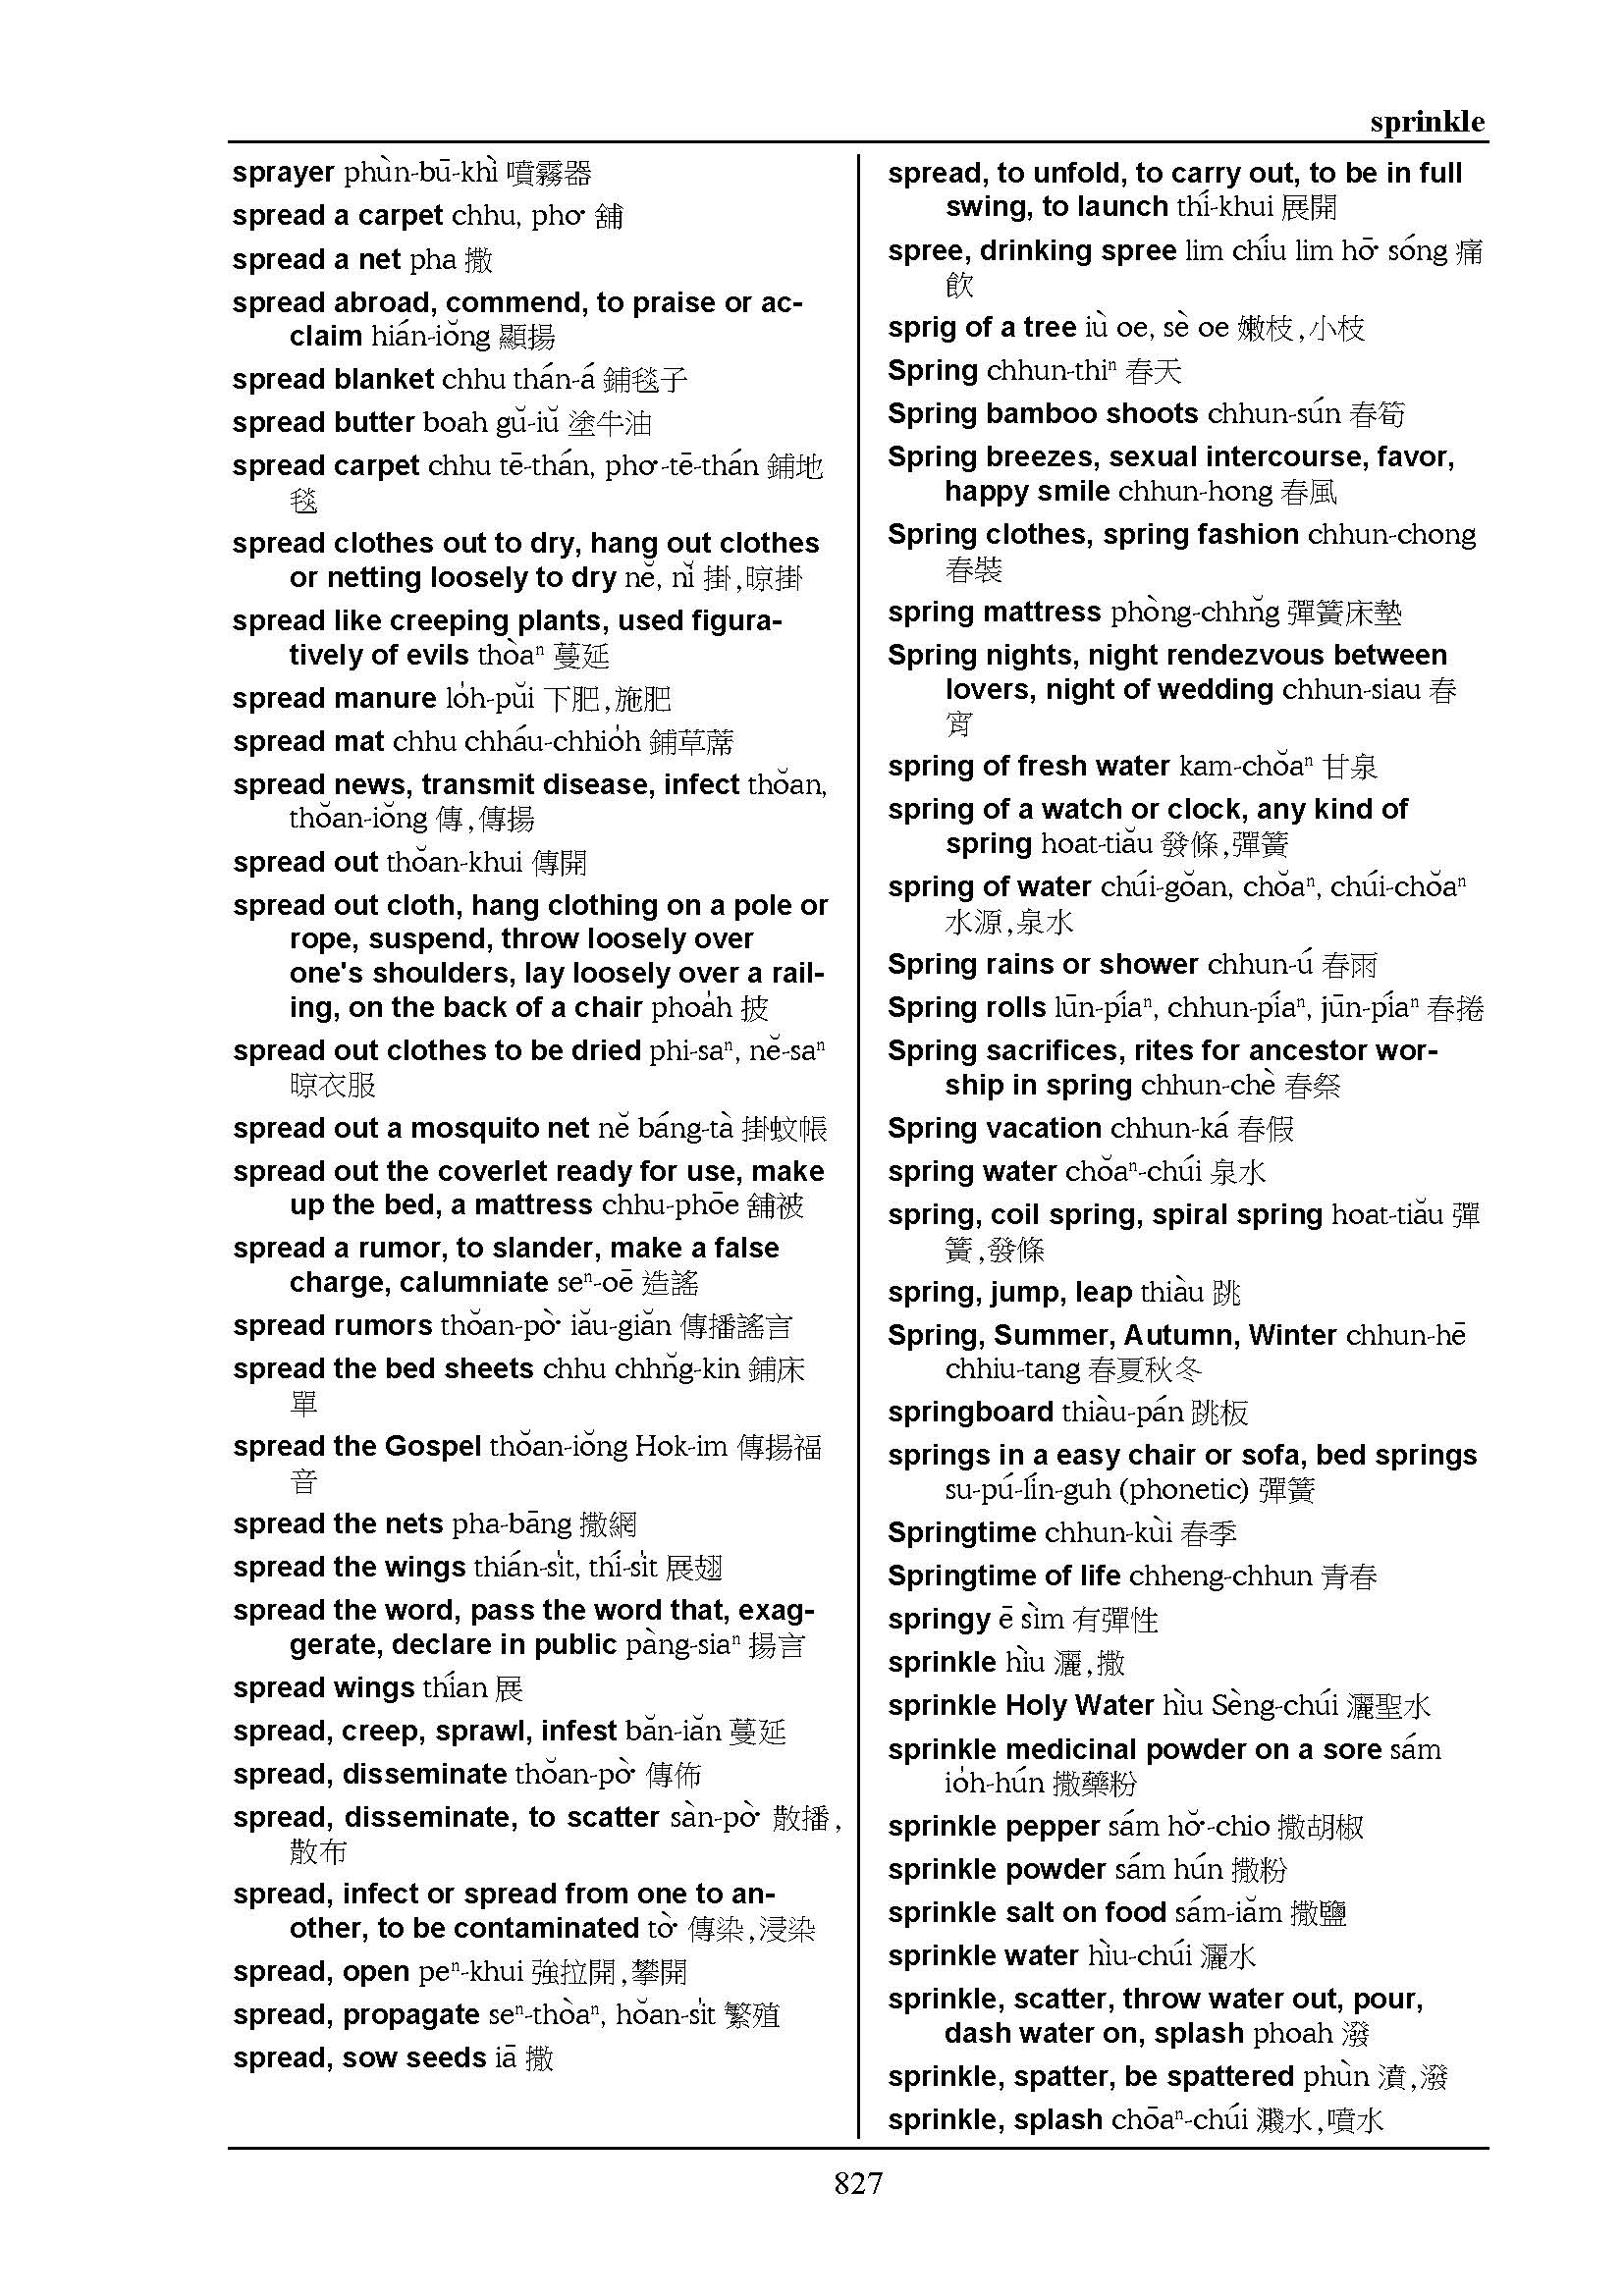 sprinkle
sprayer phùn-bū-khì 噴霧器
spread a carpet chhu, pho͘ 舖
spread a net pha 撒
spread abroad, commend, to praise or ac-
claim hián-iŏng 顯揚
spread blanket chhu thán-á 鋪毯子
spread butter boah gŭ-iŭ 塗牛油
spread carpet chhu tē-thán, pho͘-tē-thán 鋪地
毯
spread clothes out to dry, hang out clothes
or netting loosely to dry nĕ, nĭ 掛,晾掛
spread like creeping plants, used figura-
tively of evils thòaⁿ 蔓延
spread manure lo̍h-pŭi 下肥,施肥
spread mat chhu chháu-chhio̍h 鋪草蓆
spread news, transmit disease, infect thŏan,
thŏan-iŏng 傳,傳揚
spread out thŏan-khui 傳開
spread out cloth, hang clothing on a pole or
rope, suspend, throw loosely over
one's shoulders, lay loosely over a rail-
ing, on the back of a chair phoa̍h 披
spread out clothes to be dried phi-saⁿ, nĕ-saⁿ
晾衣服
spread out a mosquito net nĕ báng-tà 掛蚊帳
spread out the coverlet ready for use, make
up the bed, a mattress chhu-phōe 舖被
spread a rumor, to slander, make a false
charge, calumniate seⁿ-oē 造謠
spread rumors thŏan-pò͘ iău-giăn 傳播謠言
spread the bed sheets chhu chhn̆g-kin 鋪床
單
spread the Gospel thŏan-iŏng Hok-im 傳揚福
音
spread the nets pha-bāng 撒網
spread the wings thián-si̍t, thí-si̍t 展翅
spread the word, pass the word that, exag-
gerate, declare in public pàng-siaⁿ 揚言
spread wings thían 展
spread, creep, sprawl, infest băn-iăn 蔓延
spread, disseminate thŏan-pò͘ 傳佈
spread, disseminate, to scatter sàn-pò͘ 散播,
散布
spread, infect or spread from one to an-
other, to be contaminated tò͘ 傳染,浸染
spread, open peⁿ-khui 強拉開,攀開
spread, propagate seⁿ-thòaⁿ, hŏan-si̍t 繁殖
spread, sow seeds iā 撒
spread, to unfold, to carry out, to be in full
swing, to launch thí-khui 展開
spree, drinking spree lim chíu lim hō͘ sóng 痛
飲
sprig of a tree iù oe, sè oe 嫩枝,小枝
Spring chhun-thiⁿ 春天
Spring bamboo shoots chhun-sún 春筍
Spring breezes, sexual intercourse, favor,
happy smile chhun-hong 春風
Spring clothes, spring fashion chhun-chong
春裝
spring mattress phòng-chhn̆g 彈簧床墊
Spring nights, night rendezvous between
lovers, night of wedding chhun-siau 春
宵
spring of fresh water kam-chŏaⁿ 甘泉
spring of a watch or clock, any kind of
spring hoat-tiău 發條,彈簧
spring of water chúi-gŏan, chŏaⁿ, chúi-chŏaⁿ
水源,泉水
Spring rains or shower chhun-ú 春雨
Spring rolls lūn-píaⁿ, chhun-píaⁿ, jūn-píaⁿ 春捲
Spring sacrifices, rites for ancestor wor-
ship in spring chhun-chè 春祭
Spring vacation chhun-ká 春假
spring water chŏaⁿ-chúi 泉水
spring, coil spring, spiral spring hoat-tiău 彈
簧,發條
spring, jump, leap thiàu 跳
Spring, Summer, Autumn, Winter chhun-hē
chhiu-tang 春夏秋冬
springboard thiàu-pán 跳板
springs in a easy chair or sofa, bed springs
su-pú-lín-guh (phonetic) 彈簧
Springtime chhun-kùi 春季
Springtime of life chheng-chhun 青春
springy ē sìm 有彈性
sprinkle hìu 灑,撒
sprinkle Holy Water hìu Sèng-chúi 灑聖水
sprinkle medicinal powder on a sore sám
io̍h-hún 撒藥粉
sprinkle pepper sám hŏ͘-chio 撒胡椒
sprinkle powder sám hún 撒粉
sprinkle salt on food sám-iăm 撒鹽
sprinkle water hìu-chúi 灑水
sprinkle, scatter, throw water out, pour,
dash water on, splash phoah 潑
sprinkle, spatter, be spattered phùn 濆,潑
sprinkle, splash chōaⁿ-chúi 濺水,噴水
827